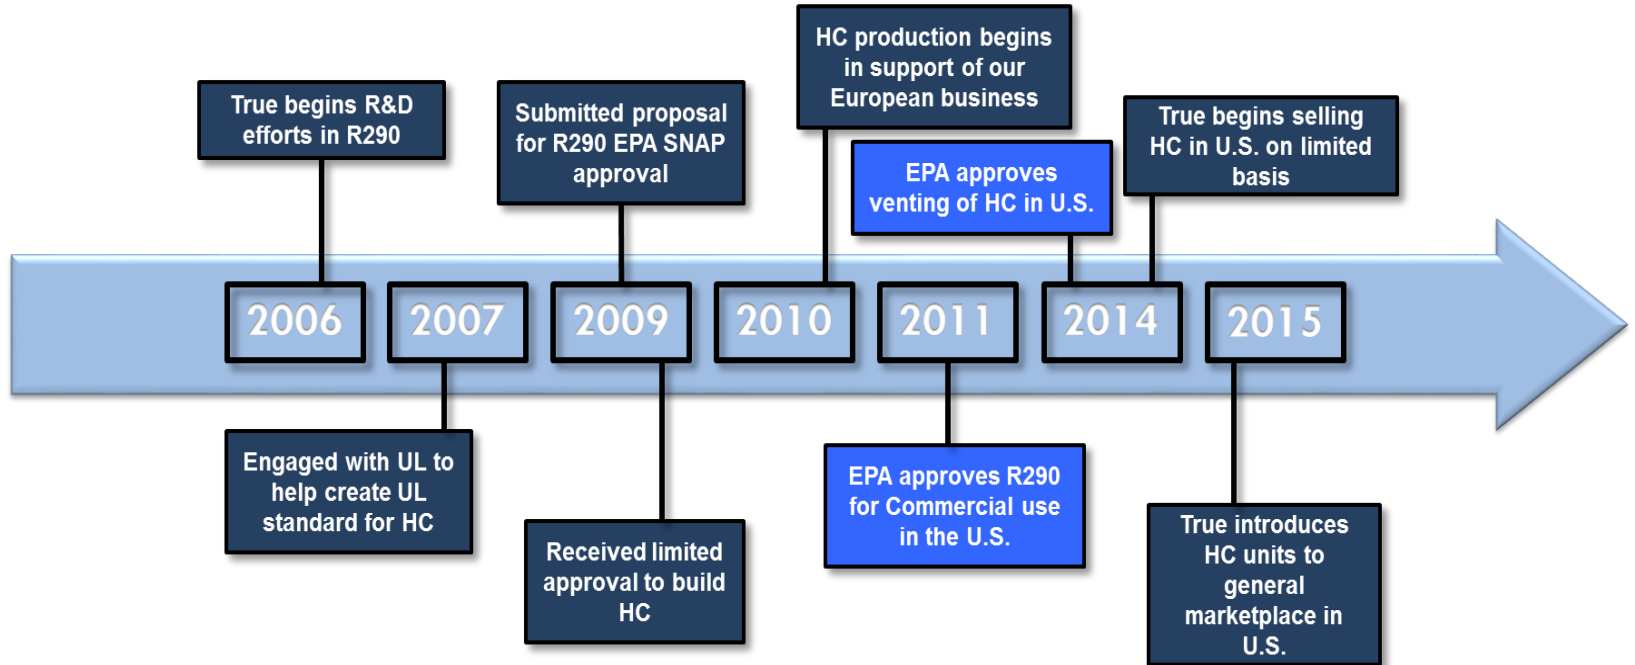 True begins R&D
efforts in R290
Submitted proposal
for R290 EPA SNAP
approval
HC production begins
in support of our
European business
EPA approves
venting of HC in U.S.
True begins selling
HC in U.S. on limited
basis
2006
2007
2009
2010
2011
2014
2015
Engaged with UL to
help create UL
standard for HC
Received limited
approval to build
HC
EPA approves R290
for Commercial use
in the U.S.
True introduces
HC units to
general
marketplace in
U.S.